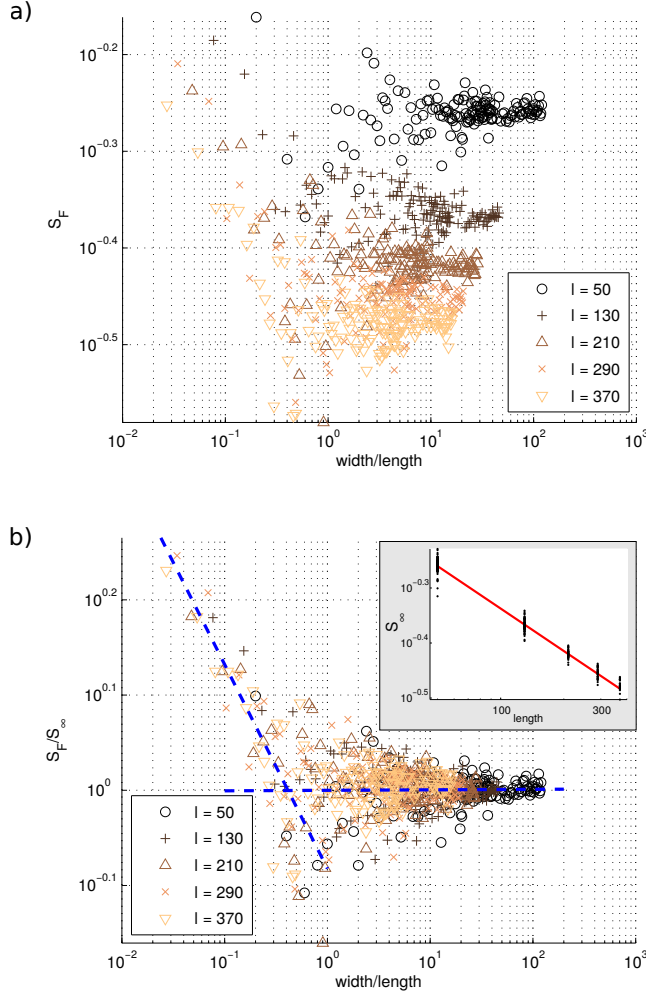 a)
10^-0.2
10^-0.3
10^-0.4
10^-0.5
S_F
10^-2 10^-1 10^0 10^1 10^2 10^3
width/length
l = 50
l = 130
l = 210
l = 290
l = 370
b)
10^0.2
10^0.1
10^0
10^-0.1
S_F/S_∞
10^-2 10^-1 10^0 10^1 10^2 10^3
width/length
l = 50
l = 130
l = 210
l = 290
l = 370
10^-0.3
10^-0.4
10^-0.5
S_∞
100 300
length